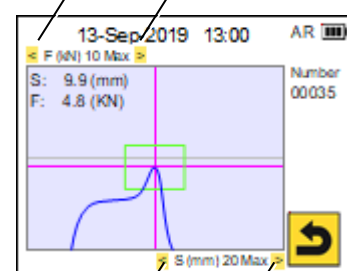 13-Sep-2019 13:00 AR
< F (kN) 10 Max >
S: 9.9 (mm)
F: 4.8 (KN)
Number
00035
< S (mm) 20 Max >